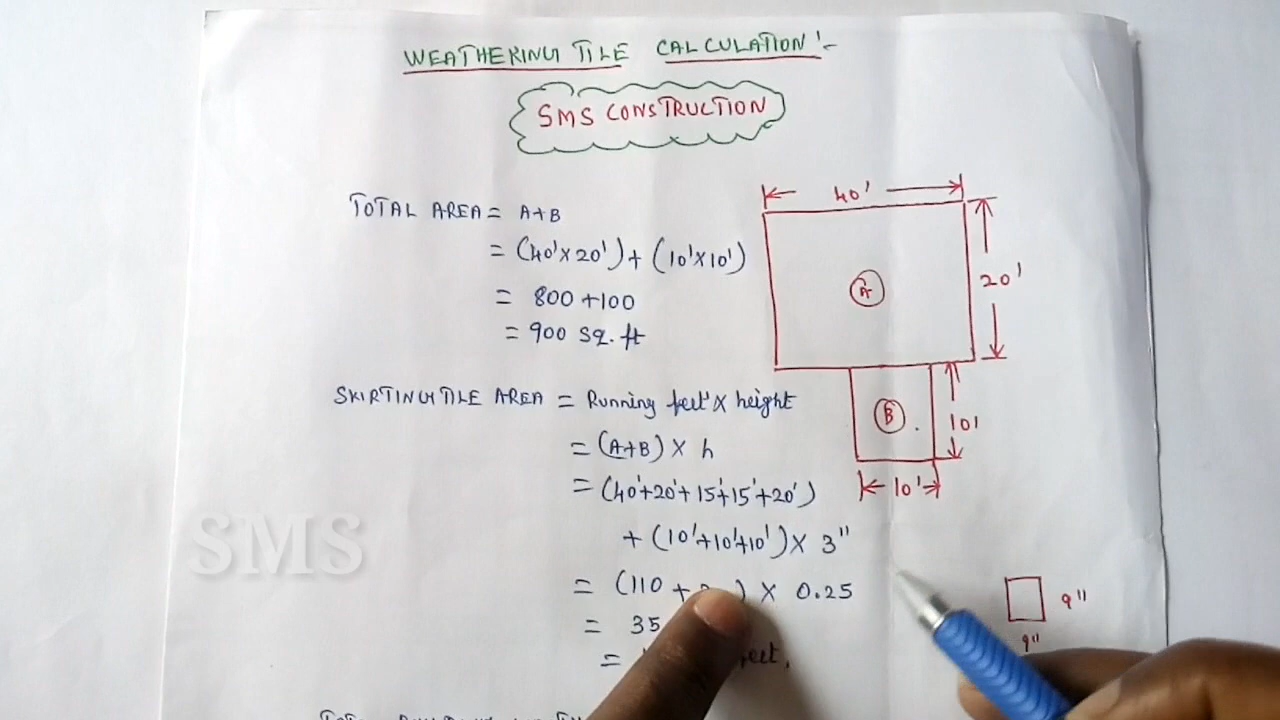 WEATHERING TILE CALCULATION :-
SMS CONSTRUCTION
TOTAL AREA = A+B
= (40'x20') + (10'x10')
= 800 +100
= 900 sq.ft
SKIRTING TILE AREA = Running feet x height
= (A+B) x h
= (40'+20'+15'+15'+20')
+ (10'+10'+10') x 3"
= (110 + ) x 0.25
= 35
=
40'
20'
A
B
10'
10'
9"
9"
SMS